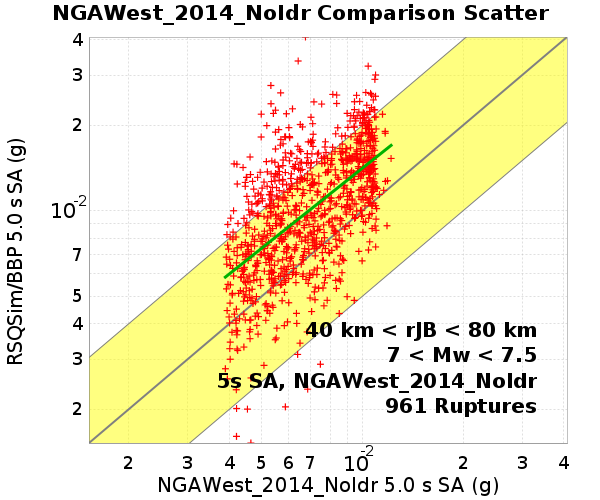 NGAWest_2014_NoIdr Comparison Scatter
4
3
2
10-2
7
5
4
3
2
RSQSim/BBP 5.0 s SA (g)
40 km < rJB < 80 km
7 < Mw < 7.5
5s SA, NGAWest_2014_NoIdr
961 Ruptures
2 3 4 5 6 7 10-2 2 3 4
NGAWest_2014_NoIdr 5.0 s SA (g)